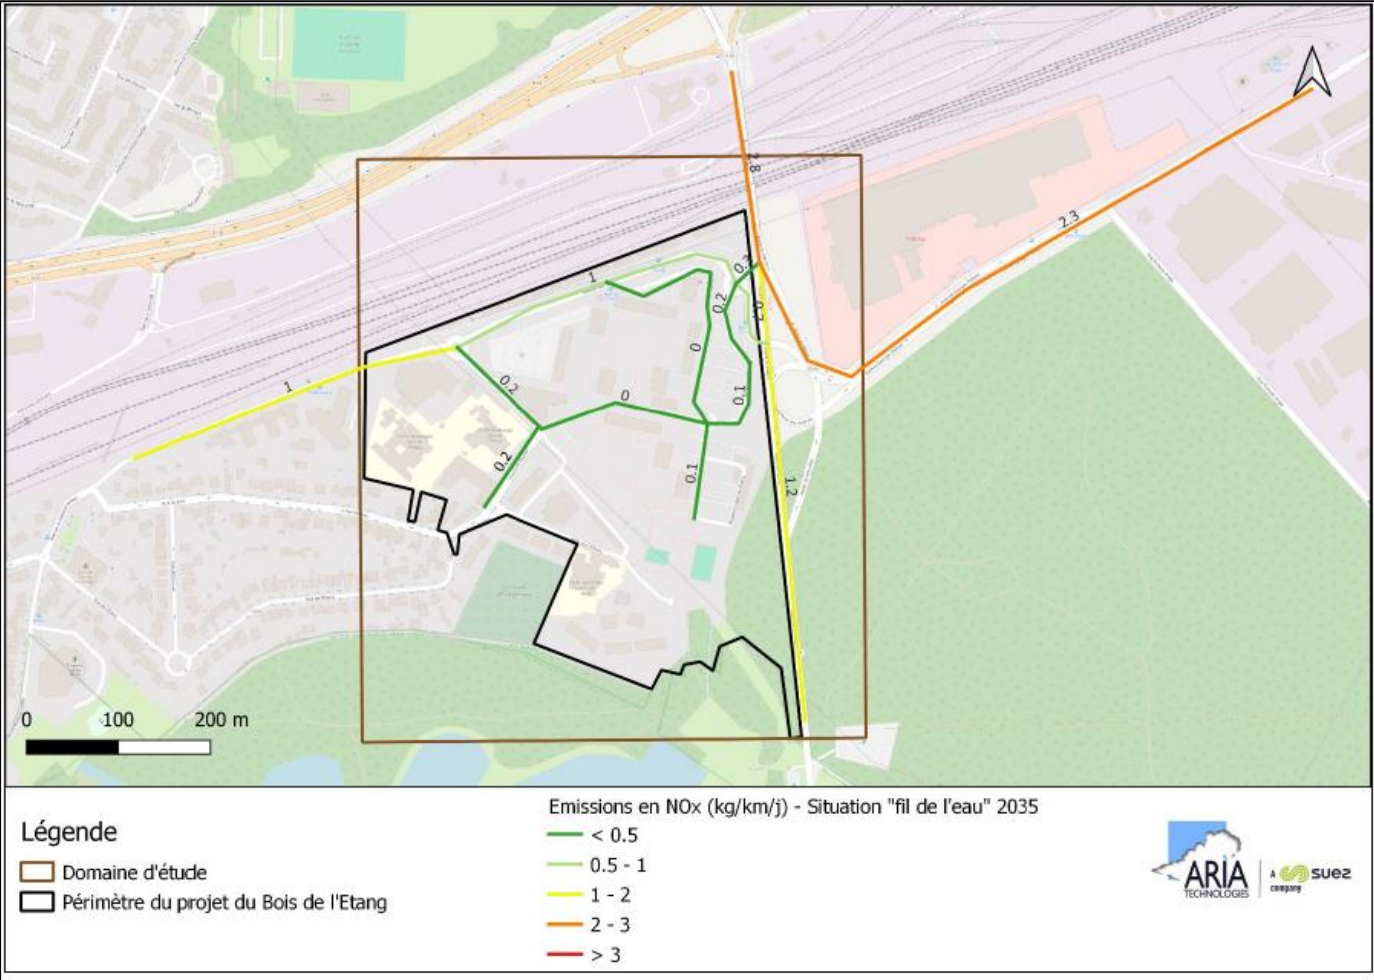 2.8
2.3
1
0.3
0.2
0.7
0
1
0.2
0
0.1
0.2
0.1
1.2
0 100 200 m
Légende
Domaine d'étude
Périmètre du projet du Bois de l'Etang
Emissions en NOx (kg/km/j) - Situation "fil de l'eau" 2035
< 0.5
0.5 - 1
1 - 2
2 - 3
> 3
ARIA
TECHNOLOGIES
A suez
company